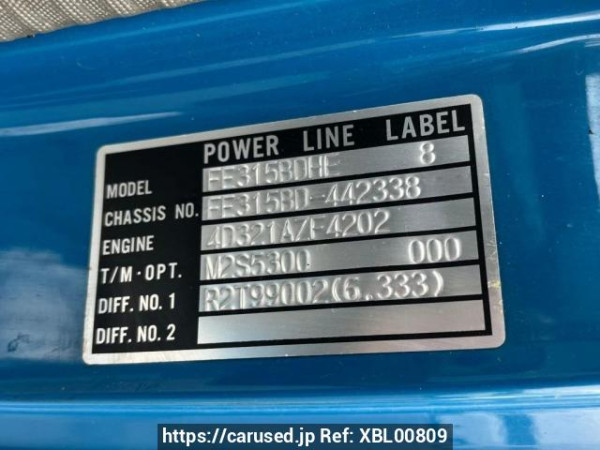 POWER LINE LABEL
MODEL FE315BDHE 8
CHASSIS NO. FE315BD-442338
ENGINE 4D321AZF4202
T/M·OPT. M2S5300 000
DIFF. NO. 1 R2T99002(6,333)
DIFF. NO. 2
https://carused.jp Ref: XBL00809